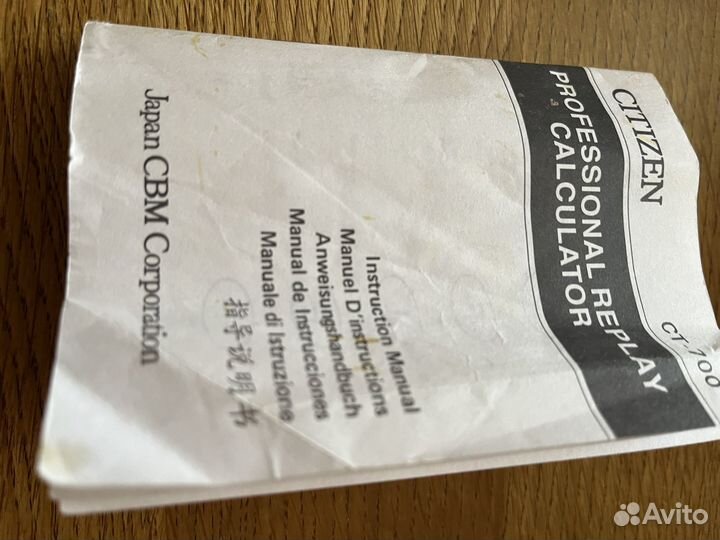 CITIZEN
PROFESSIONAL REPLAY
CALCULATOR
CT-700
Instruction Manual
Manuel D'instructions
Anweisungshandbuch
Manual de Instrucciones
Manuale di Istruzione
指导说明书
Japan CBM Corporation
Avito